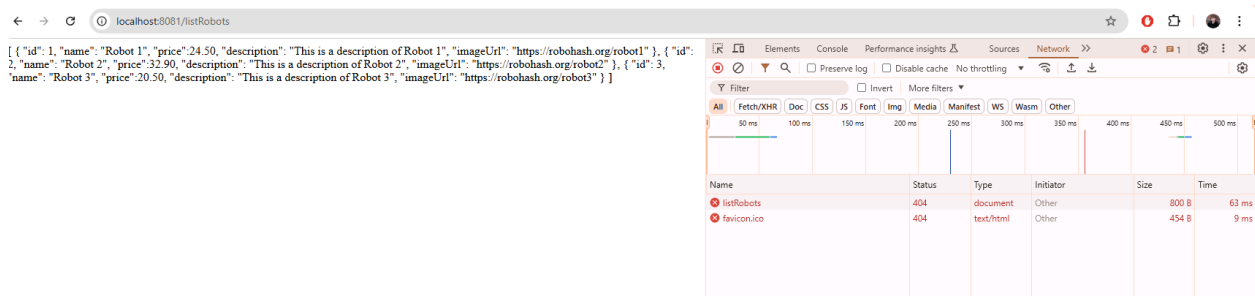 localhost:8081/listRobots
[ { "id": 1, "name": "Robot 1", "price":24.50, "description": "This is a description of Robot 1", "imageUrl": "https://robohash.org/robot1" }, { "id":
2, "name": "Robot 2", "price":32.90, "description": "This is a description of Robot 2", "imageUrl": "https://robohash.org/robot2" }, { "id": 3,
"name": "Robot 3", "price":20.50, "description": "This is a description of Robot 3", "imageUrl": "https://robohash.org/robot3" } ]
Elements Console Performance insights Sources Network 2 1
Preserve log Disable cache No throttling
Filter Invert More filters
All Fetch/XHR Doc CSS JS Font Img Media Manifest WS Wasm Other
50 ms 100 ms 150 ms 200 ms 250 ms 300 ms 350 ms 400 ms 450 ms 500 ms
Name Status Type Initiator Size Time
listRobots 404 document Other 800 B 63 ms
favicon.ico 404 text/html Other 454 B 9 ms